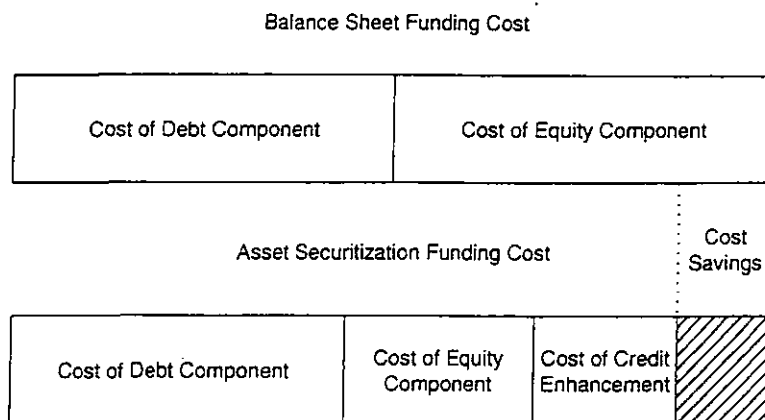 Balance Sheet Funding Cost
Cost of Debt Component
Cost of Equity Component
Asset Securitization Funding Cost
Cost
Savings
Cost of Debt Component
Cost of Equity
Component
Cost of Credit
Enhancement